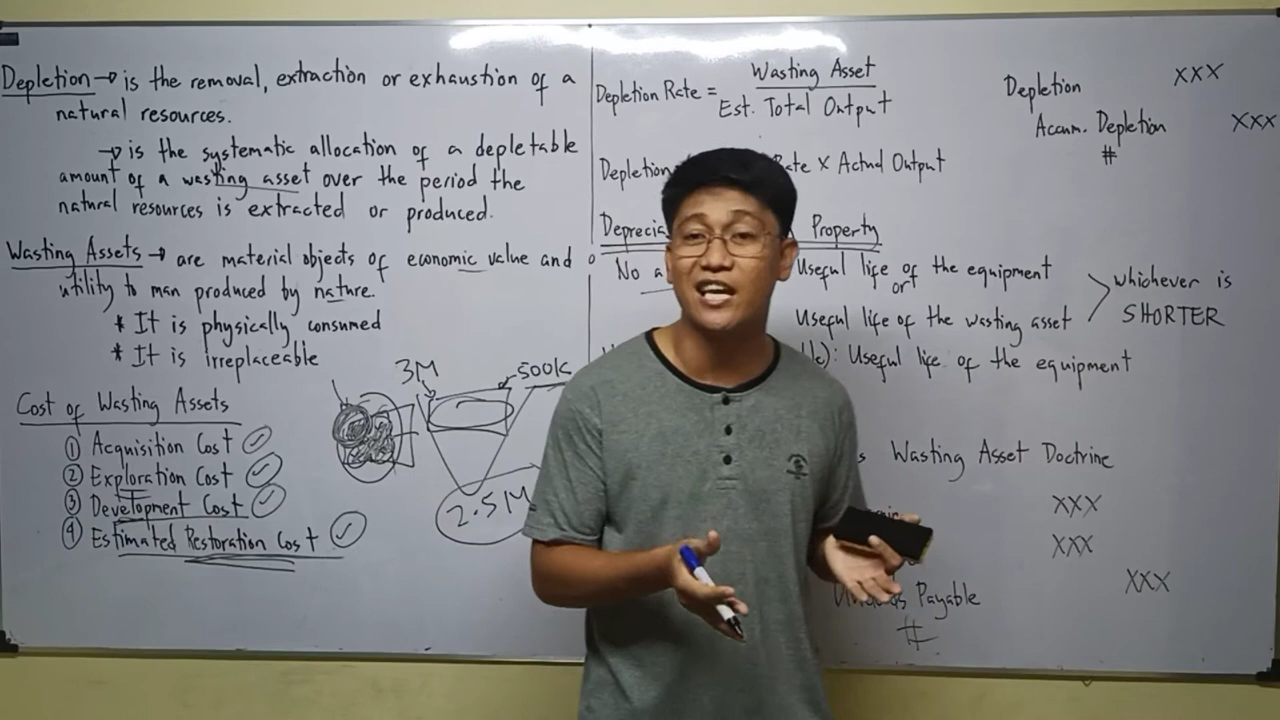 Depletion → is the removal, extraction or exhaustion of a
natural resources.
→ is the systematic allocation of a depletable
amount of a wasting asset over the period the
natural resources is extracted or produced.
Wasting Assets → are material objects of economic value and
utility to man produced by nature.
* It is physically consumed
* It is irreplaceable
Cost of Wasting Assets
① Acquisition Cost ✓
② Exploration Cost ✓
③ Development Cost ✓
④ Estimated Restoration Cost ✓
3M
500k
2.5M
Depletion Rate = Wasting Asset
Est. Total Output
Depletion Rate X Actual Output
Property
No Useful life of the equipment
or
Useful life of the wasting asset
whichever is
SHORTER
): Useful life of the equipment
Wasting Asset Doctrine
XXX
XXX
Payable XXX
#
Depletion XXX
Accum. Depletion XXX
#